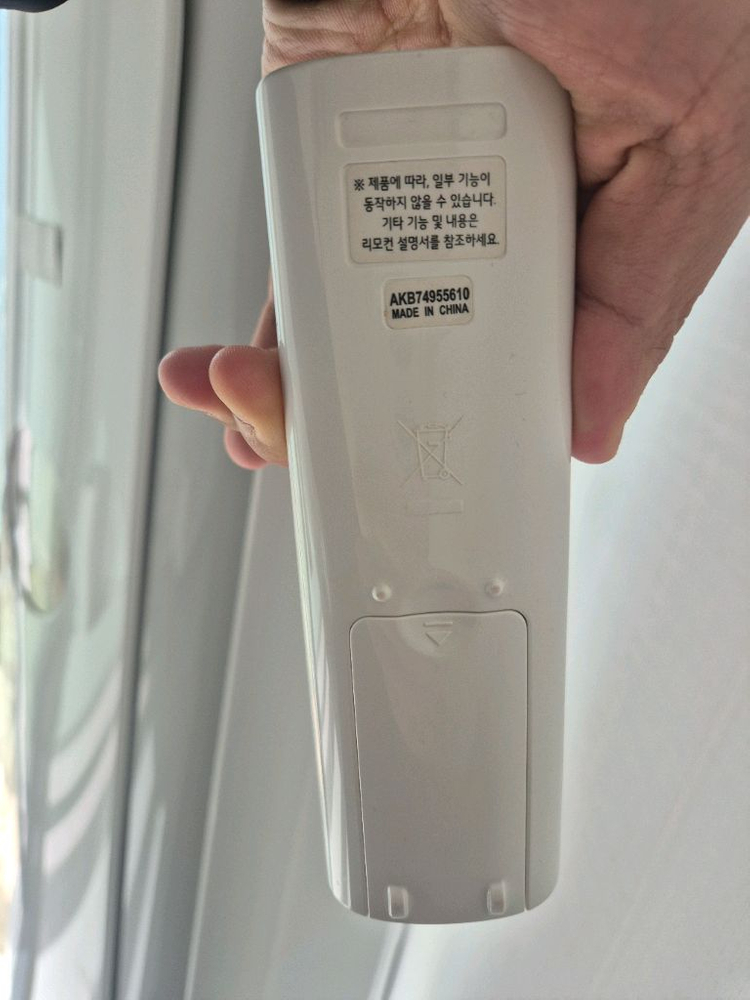 ※ 제품에 따라, 일부 기능이
동작하지 않을 수 있습니다.
기타 기능 및 내용은
리모컨 설명서를 참조하세요.
AKB74955610
MADE IN CHINA